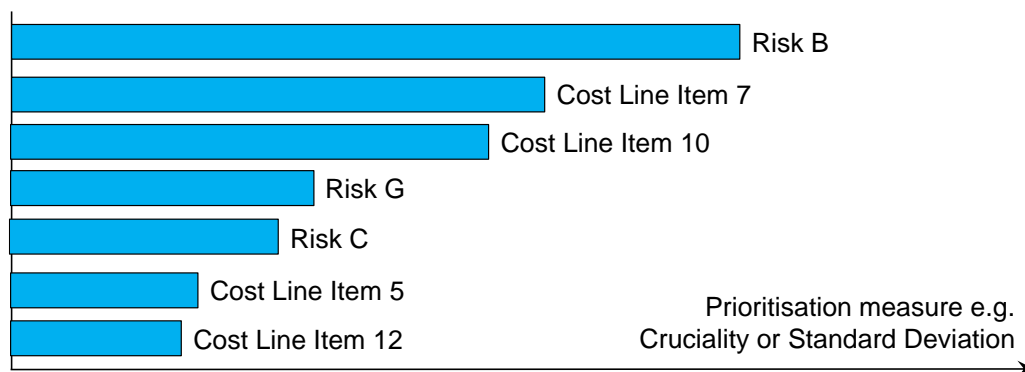 Risk B
Cost Line Item 7
Cost Line Item 10
Risk G
Risk C
Cost Line Item 5
Cost Line Item 12
Prioritisation measure e.g.
Cruciality or Standard Deviation